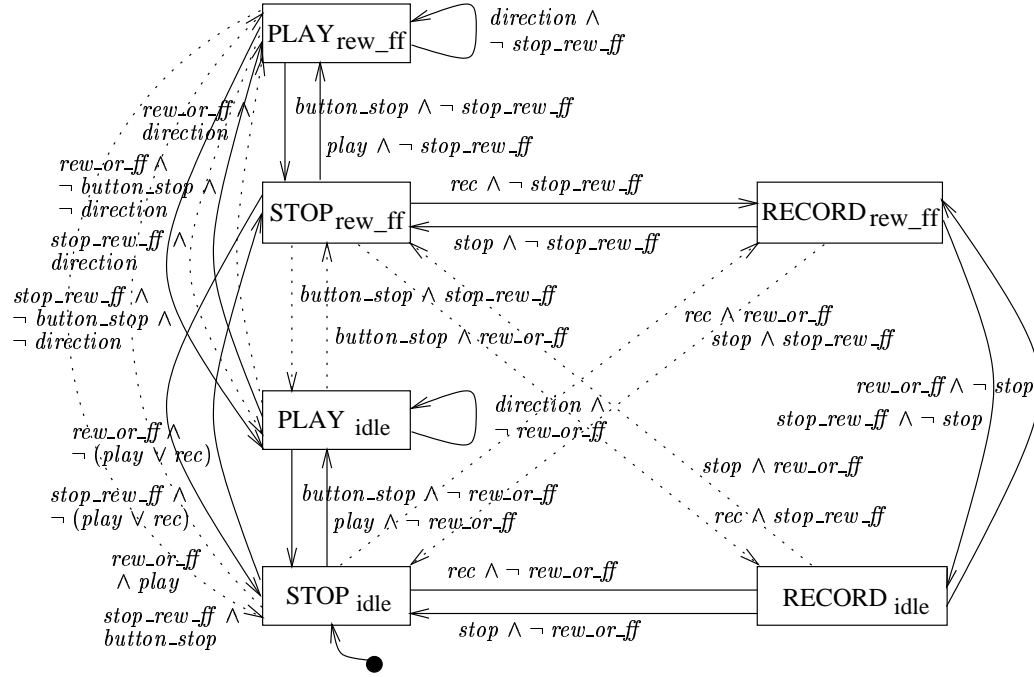 PLAY rew_ff
direction ∧
¬ stop_rew_ff
rew_or_ff ∧
direction
button_stop ∧ ¬ stop_rew_ff
play ∧ ¬ stop_rew_ff
rew_or_ff ∧
¬ button_stop ∧
¬ direction
STOP rew_ff
rec ∧ ¬ stop_rew_ff
stop ∧ ¬ stop_rew_ff
RECORD rew_ff
stop_rew_ff ∧
direction
stop_rew_ff ∧
¬ button_stop ∧
¬ direction
button_stop ∧ stop_rew_ff
button_stop ∧ rew_or_ff
rec ∧ rew_or_ff
stop ∧ stop_rew_ff
PLAY idle
direction ∧
¬ rew_or_ff
rew_or_ff ∧ ¬ stop
stop_rew_ff ∧ ¬ stop
rew_or_ff ∧
¬ (play ∨ rec)
stop_rew_ff ∧
¬ (play ∨ rec)
button_stop ∧ ¬ rew_or_ff
play ∧ ¬ rew_or_ff
stop ∧ rew_or_ff
rec ∧ stop_rew_ff
rew_or_ff
∧ play
stop_rew_ff ∧
button_stop
STOP idle
rec ∧ ¬ rew_or_ff
stop ∧ ¬ rew_or_ff
RECORD idle